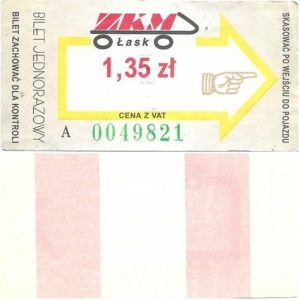 BILET JEDNORAZOWY
BILET ZACHOWAĆ DLA KONTROLI
ZKM
Łask
1,35 zł
CENA Z VAT
A 0049821
SKASOWAĆ PO WEJŚCIU DO POJAZDU